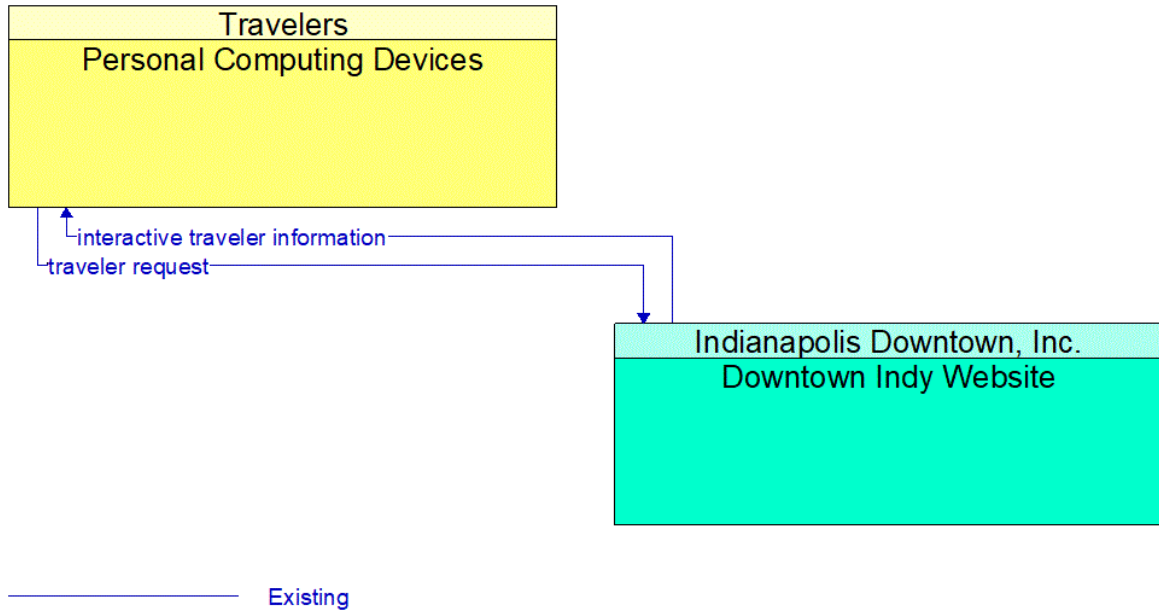 Travelers
Personal Computing Devices
interactive traveler information
traveler request
Indianapolis Downtown, Inc.
Downtown Indy Website
Existing